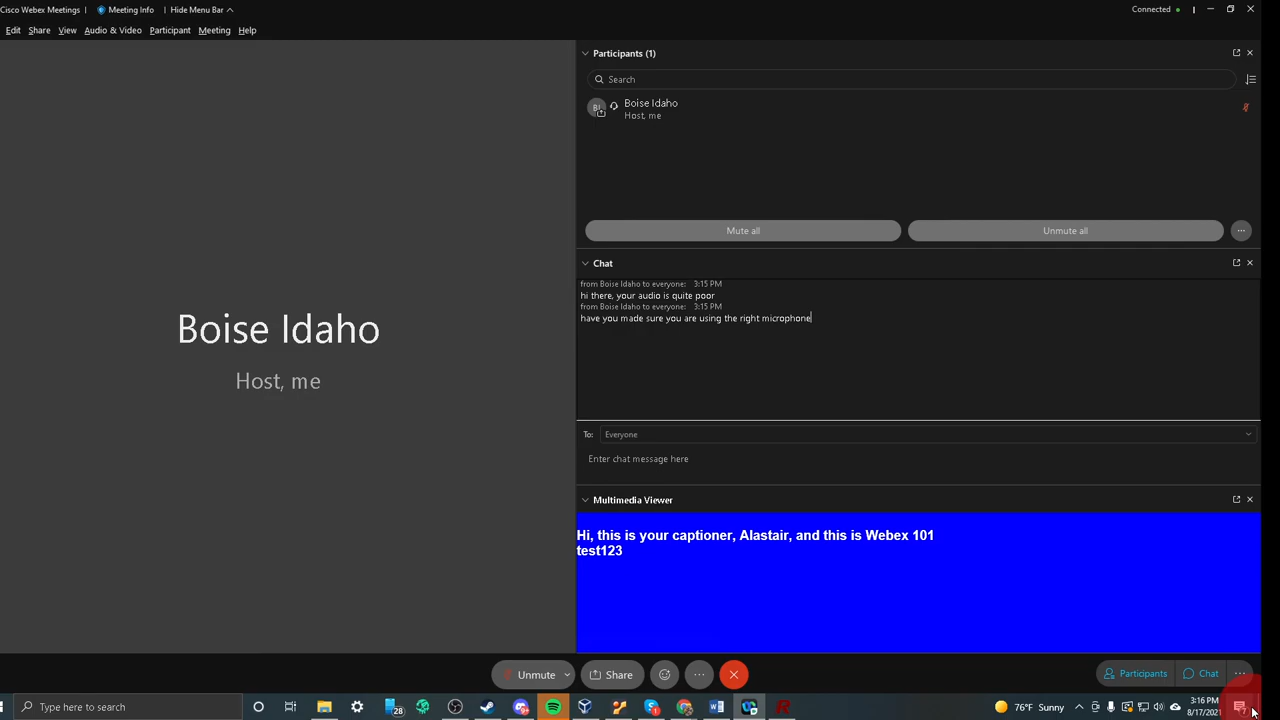 Cisco Webex Meetings | Meeting Info | Hide Menu Bar
Connected
Edit Share View Audio & Video Participant Meeting Help
Participants (1)
Search
BI
Boise Idaho
Host, me
Mute all
Unmute all
Boise Idaho
Host, me
Chat
from Boise Idaho to everyone: 3:15 PM
hi there, your audio is quite poor
from Boise Idaho to everyone: 3:15 PM
have you made sure you are using the right microphone
To: Everyone
Enter chat message here
Multimedia Viewer
Hi, this is your captioner, Alastair, and this is Webex 101
test123
Unmute
Share
Participants
Chat
Type here to search
28
76°F Sunny
3:16 PM
8/17/2021
7